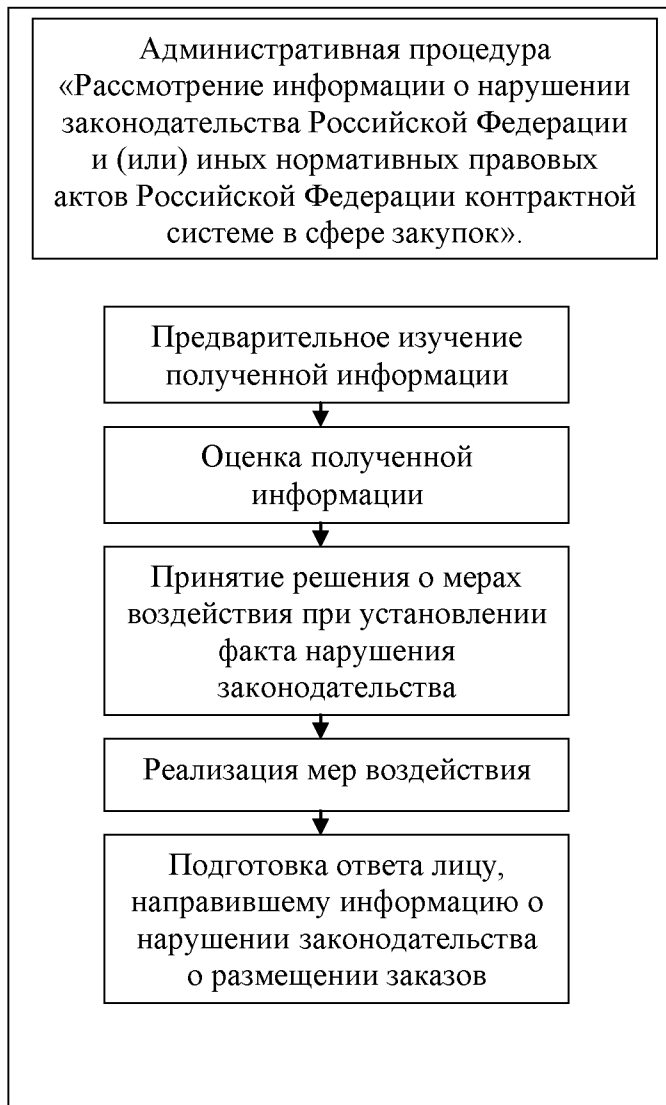 Административная процедура
«Рассмотрение информации о нарушении
законодательства Российской Федерации
и (или) иных нормативных правовых
актов Российской Федерации контрактной
системе в сфере закупок».
Предварительное изучение
полученной информации
Оценка полученной
информации
Принятие решения о мерах
воздействия при установлении
факта нарушения
законодательства
Реализация мер воздействия
Подготовка ответа лицу,
направившему информацию о
нарушении законодательства
о размещении заказов